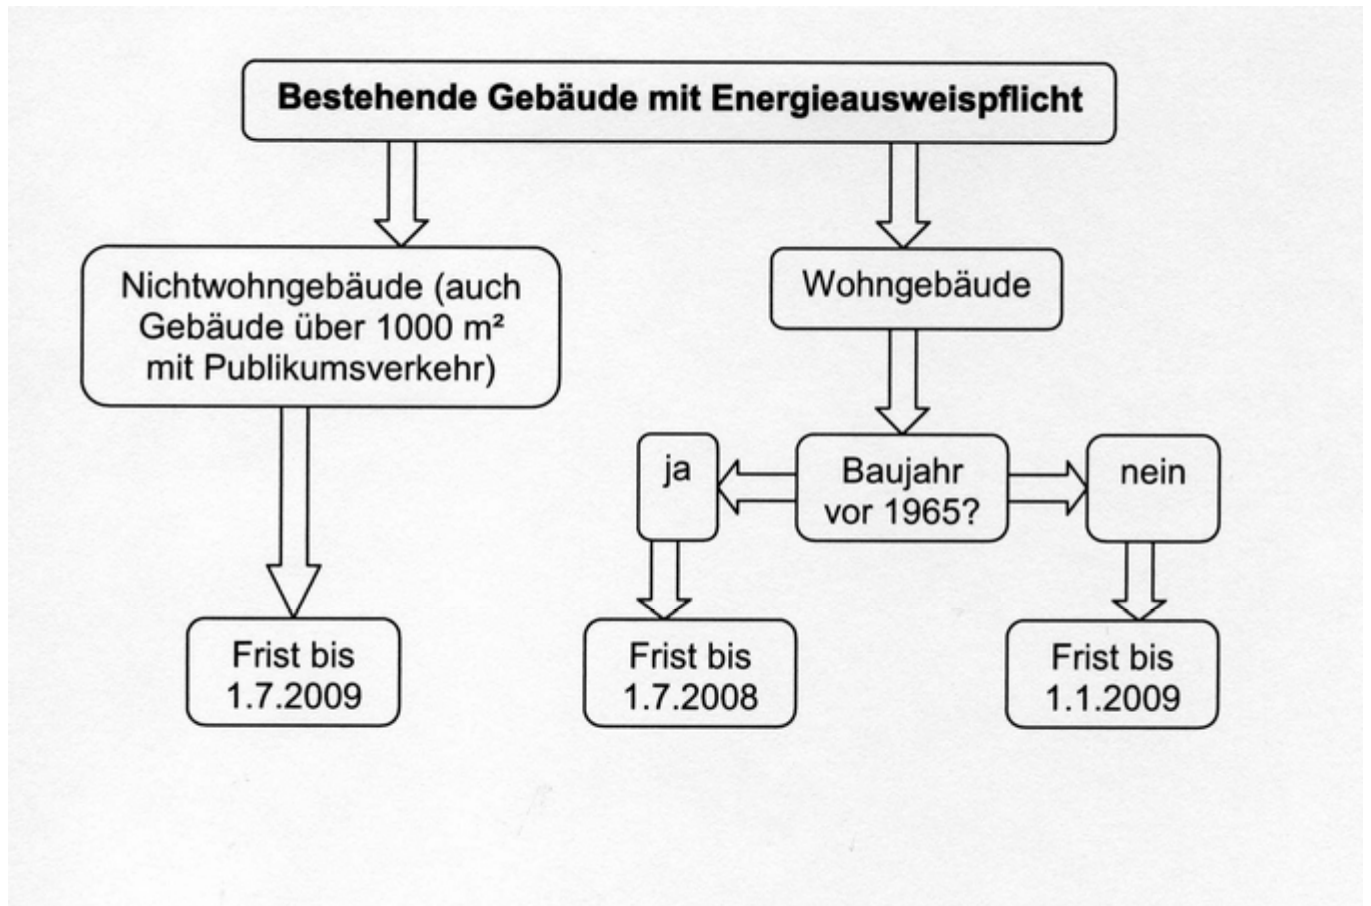 Bestehende Gebäude mit Energieausweispflicht
Nichtwohngebäude (auch
Gebäude über 1000 m²
mit Publikumsverkehr)
Wohngebäude
ja
Baujahr
vor 1965?
nein
Frist bis
1.7.2009
Frist bis
1.7.2008
Frist bis
1.1.2009